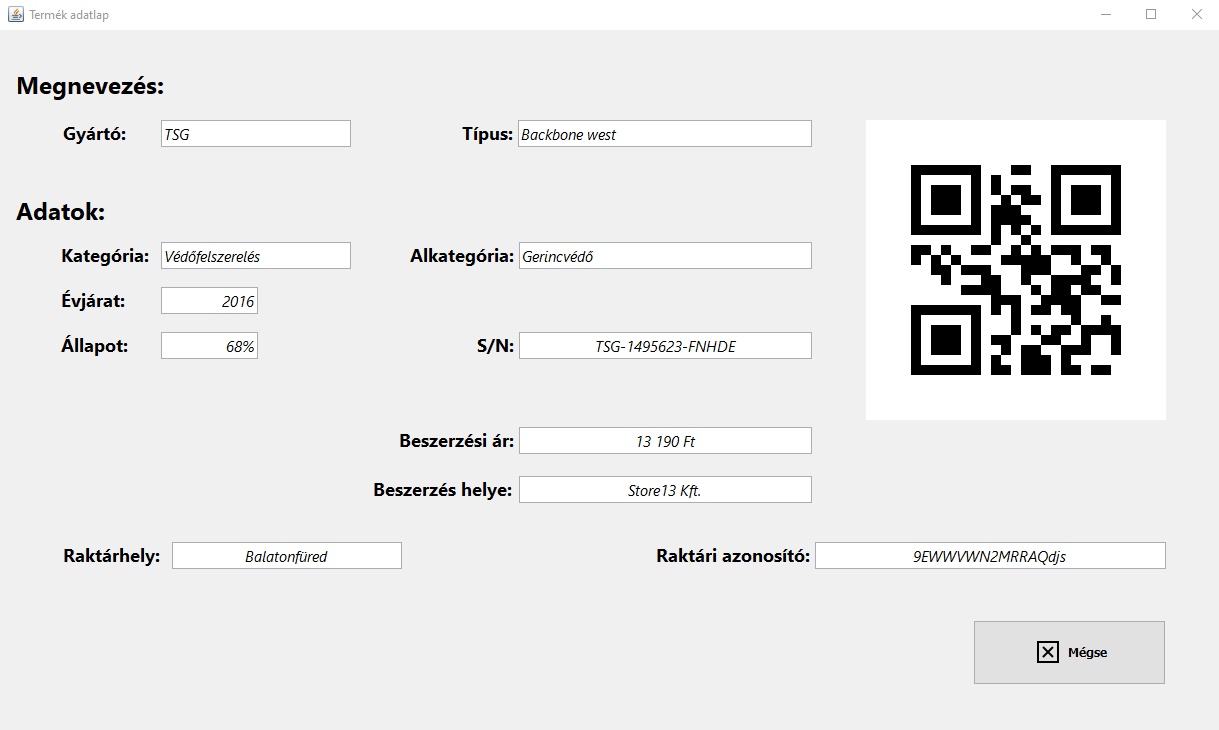 Termék adatlap
Megnevezés:
Gyártó: TSG Típus: Backbone west
Adatok:
Kategória: Védőfelszerelés Alkategória: Gerincvédő
Évjárat: 2016
Állapot: 68% S/N: TSG-1495623-FNHDE
Beszerzési ár: 13 190 Ft
Beszerzés helye: Store13 Kft.
Raktárhely: Balatonfüred Raktári azonosító: 9EWWVWN2MRRAQdjs
Mégse